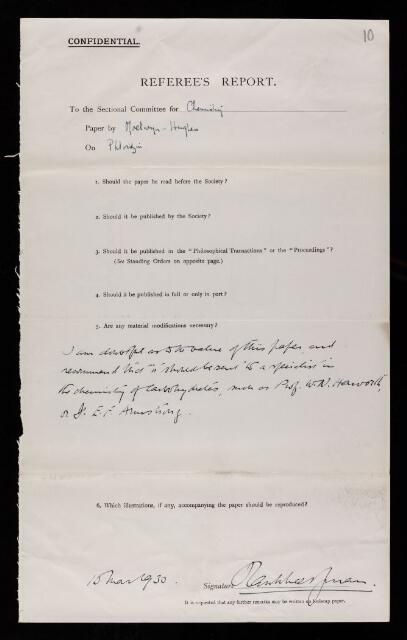 10
CONFIDENTIAL.
REFEREE'S REPORT.
To the Sectional Committee for Chemistry
Paper by Moelwyn-Hughes
On Phlorizin
1. Should the paper be read before the Society?
2. Should it be published by the Society?
3. Should it be published in the "Philosophical Transactions" or the "Proceedings"?
(See Standing Orders on opposite page.)
4. Should it be published in full or only in part?
5. Are any material modifications necessary?
I am doubtful as to the value of this paper, and
recommend that it should be sent to a specialist in
the chemistry of carbohydrates, such as Prof. W.N. Haworth,
or Dr. E.F. Armstrong.
6. Which illustrations, if any, accompanying the paper should be reproduced?
15 Mar 1930. Signature
It is requested that any further remarks may be written on foolscap paper.